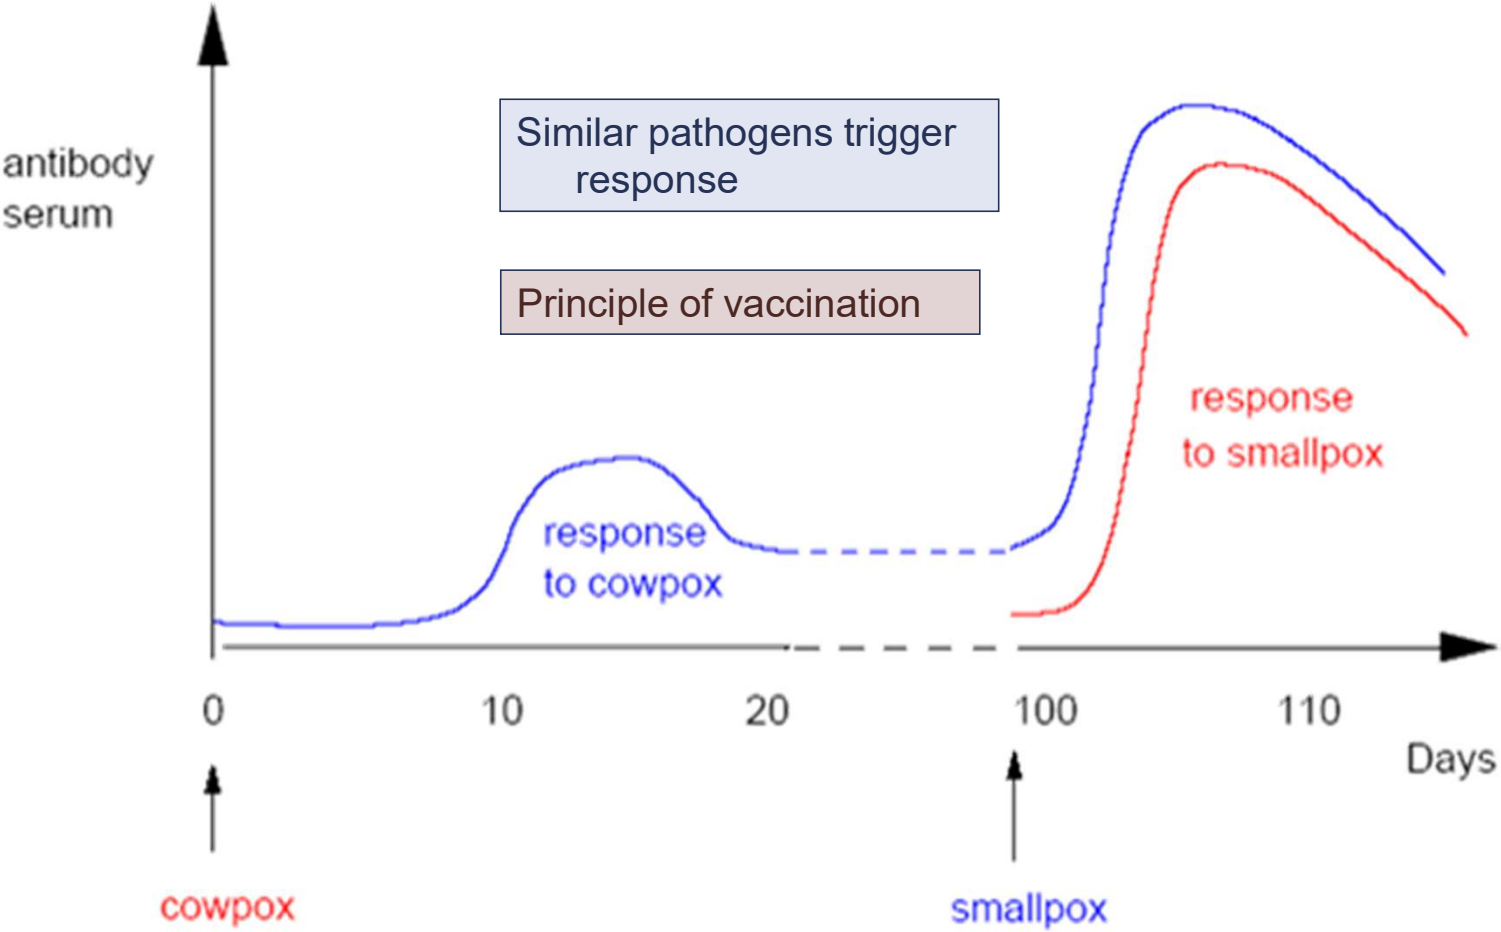 antibody
serum
Similar pathogens trigger
response
Principle of vaccination
response
to cowpox
response
to smallpox
0 10 20 100 110
Days
cowpox
smallpox